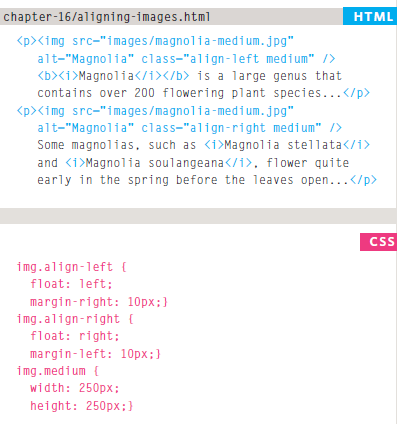 chapter-16/aligning-images.html HTML
<p><img src="images/magnolia-medium.jpg"
alt="Magnolia" class="align-left medium" />
<b><i>Magnolia</i></b> is a large genus that
contains over 200 flowering plant species...</p>
<p><img src="images/magnolia-medium.jpg"
alt="Magnolia" class="align-right medium" />
Some magnolias, such as <i>Magnolia stellata</i>
and <i>Magnolia soulangeana</i>, flower quite
early in the spring before the leaves open...</p>
CSS
img.align-left {
float: left;
margin-right: 10px;}
img.align-right {
float: right;
margin-left: 10px;}
img.medium {
width: 250px;
height: 250px;}